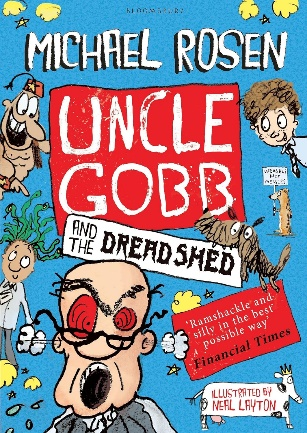 BLOOMSBURY
MICHAEL ROSEN
UNCLE
GOBB
AND
THE
DREAD SHED
'Ramshackle and
silly in the best
possible way'
Financial Times
ILLUSTRATED BY
NEAL LAYTON